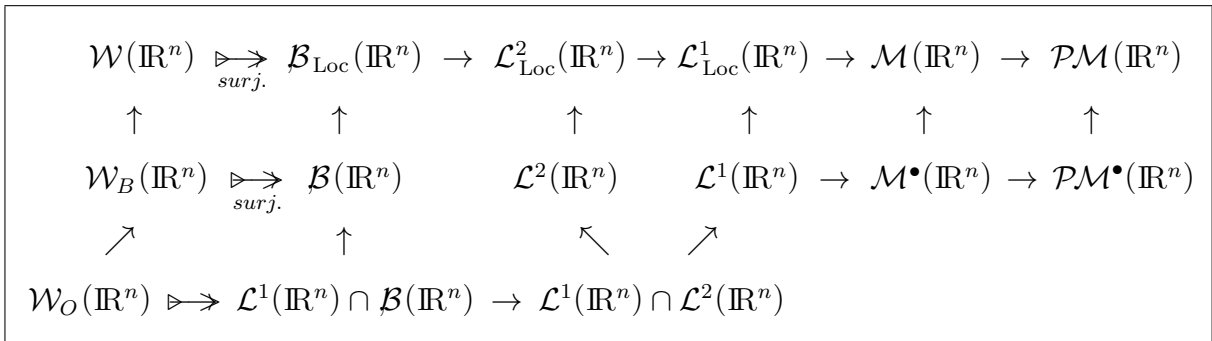 𝒲(ℝⁿ) ⊳↠ surj. ℬ_Loc(ℝⁿ) → ℒ²_Loc(ℝⁿ) → ℒ¹_Loc(ℝⁿ) → ℳ(ℝⁿ) → 𝒫ℳ(ℝⁿ)
↑ ↑ ↑ ↑ ↑ ↑
𝒲_B(ℝⁿ) ⊳↠ surj. ℬ(ℝⁿ) ℒ²(ℝⁿ) ℒ¹(ℝⁿ) → ℳ•(ℝⁿ) → 𝒫ℳ•(ℝⁿ)
↗ ↑ ↖ ↗
𝒲_O(ℝⁿ) ⊳↠ ℒ¹(ℝⁿ) ∩ ℬ(ℝⁿ) → ℒ¹(ℝⁿ) ∩ ℒ²(ℝⁿ)